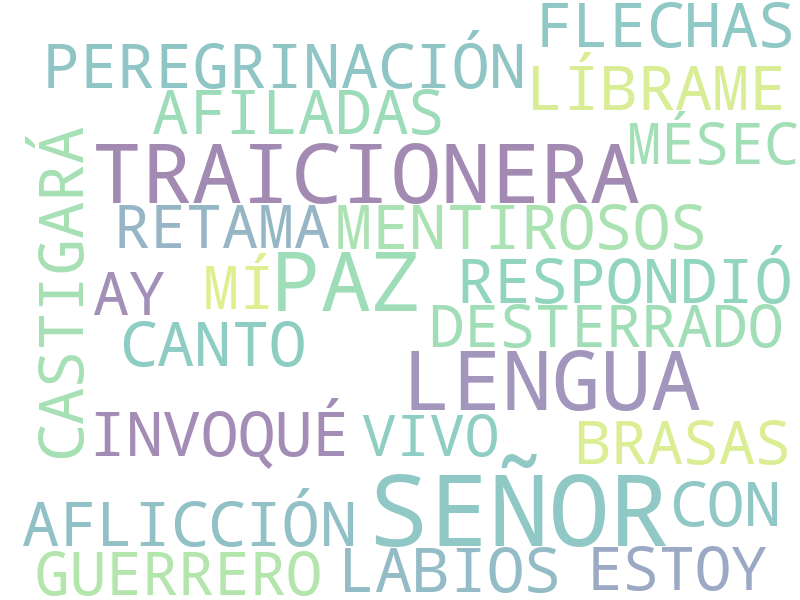 FLECHAS
PEREGRINACIÓN
LÍBRAME
AFILADAS
MÉSEC
TRAICIONERA
CASTIGARÁ
RETAMA
MENTIROSOS
PAZ
RESPONDIÓ
MÍ
AY
DESTERRADO
CANTO
LENGUA
INVOQUÉ
VIVO
BRASAS
SEÑOR
CON
AFLICCIÓN
GUERRERO
LABIOS
ESTOY